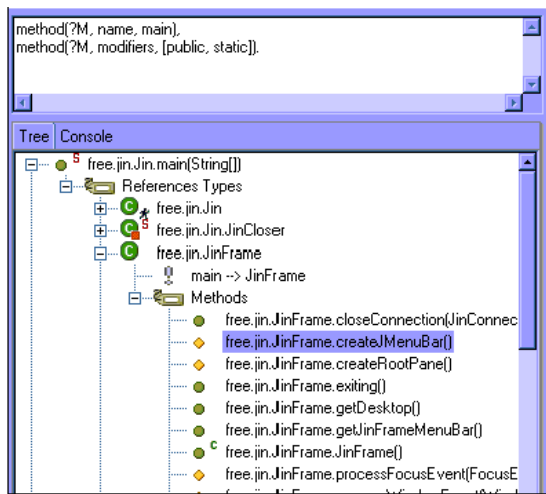 method(?M, name, main),
method(?M, modifiers, [public, static]).
Tree Console
S free.jin.Jin.main(String[])
References Types
C free.jin.Jin
C S free.jin.Jin.JinCloser
C free.jin.JinFrame
main --> JinFrame
Methods
free.jin.JinFrame.closeConnection(JinConnec
free.jin.JinFrame.createJMenuBar()
free.jin.JinFrame.createRootPane()
free.jin.JinFrame.exiting()
free.jin.JinFrame.getDesktop()
free.jin.JinFrame.getJinFrameMenuBar()
C free.jin.JinFrame.JinFrame()
free.jin.JinFrame.processFocusEvent(FocusE